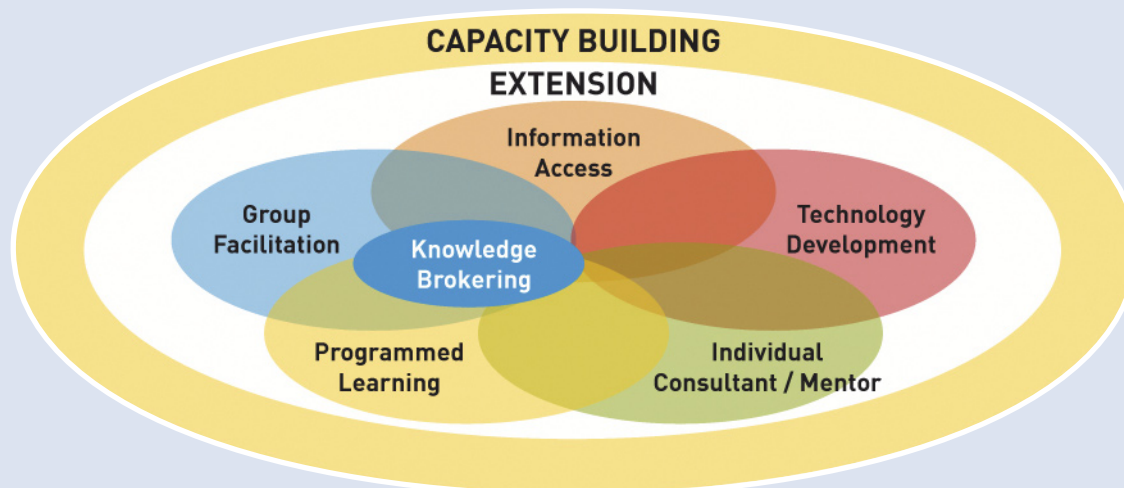 CAPACITY BUILDING
EXTENSION
Information
Access
Group
Facilitation
Technology
Development
Knowledge
Brokering
Programmed
Learning
Individual
Consultant / Mentor